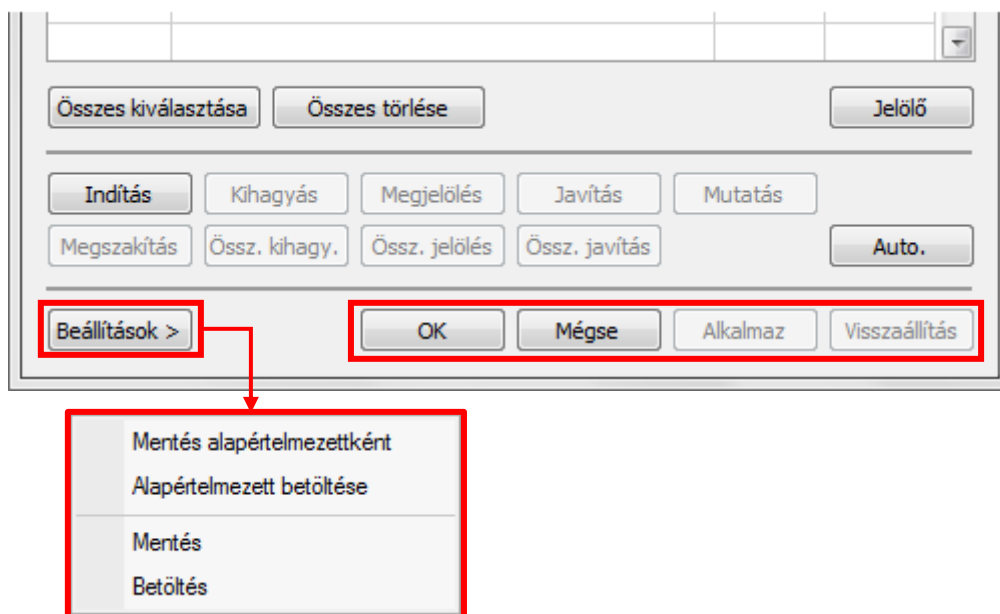 Összes kiválasztása Összes törlése Jelölő
Indítás Kihagyás Megjelölés Javítás Mutatás
Megszakítás Össz. kihagy. Össz. jelölés Össz. javítás Auto.
Beállítások > OK Mégse Alkalmaz Visszaállítás
Mentés alapértelmezettként
Alapértelmezett betöltése
Mentés
Betöltés